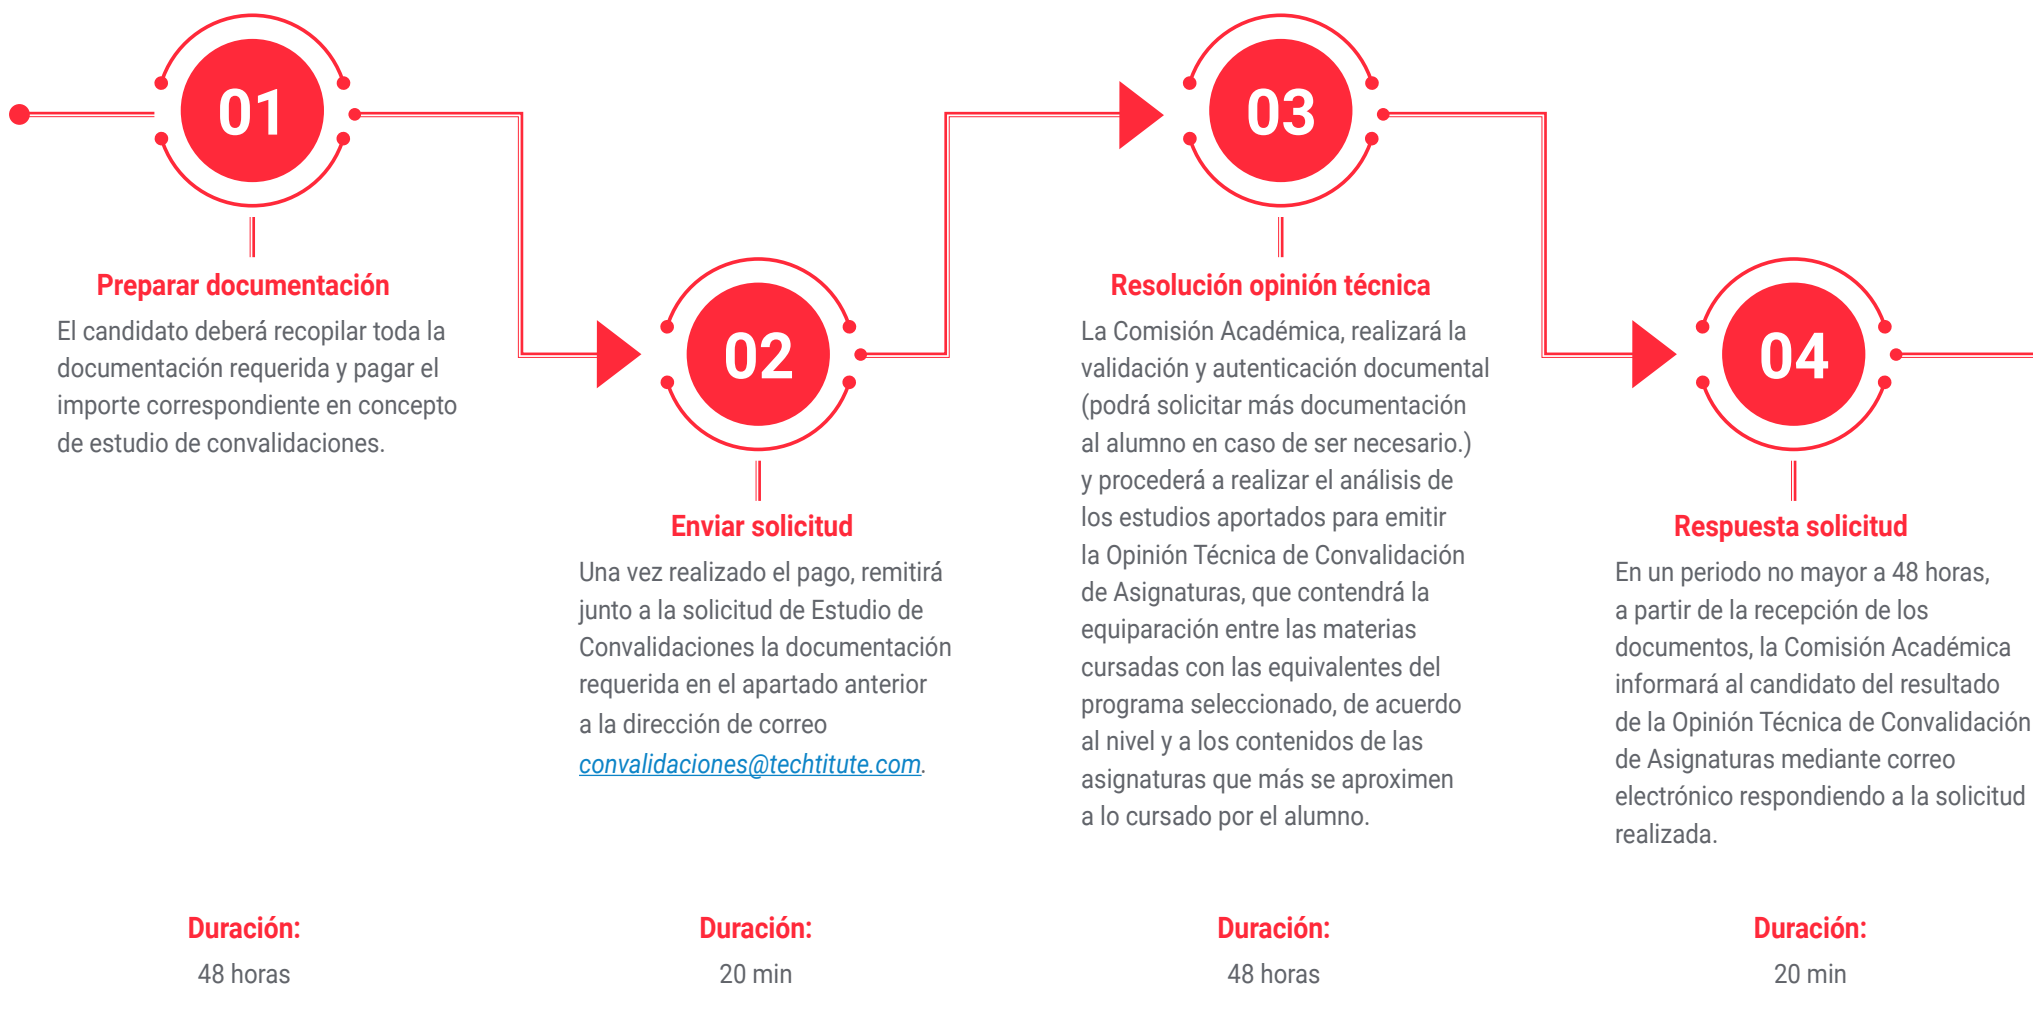 01
Preparar documentación
El candidato deberá recopilar toda la
documentación requerida y pagar el
importe correspondiente en concepto
de estudio de convalidaciones.
Duración:
48 horas
02
Enviar solicitud
Una vez realizado el pago, remitirá
junto a la solicitud de Estudio de
Convalidaciones la documentación
requerida en el apartado anterior
a la dirección de correo
convalidaciones@techtitute.com.
Duración:
20 min
03
Resolución opinión técnica
La Comisión Académica, realizará la
validación y autenticación documental
(podrá solicitar más documentación
al alumno en caso de ser necesario.)
y procederá a realizar el análisis de
los estudios aportados para emitir
la Opinión Técnica de Convalidación
de Asignaturas, que contendrá la
equiparación entre las materias
cursadas con las equivalentes del
programa seleccionado, de acuerdo
al nivel y a los contenidos de las
asignaturas que más se aproximen
a lo cursado por el alumno.
Duración:
48 horas
04
Respuesta solicitud
En un periodo no mayor a 48 horas,
a partir de la recepción de los
documentos, la Comisión Académica
informará al candidato del resultado
de la Opinión Técnica de Convalidación
de Asignaturas mediante correo
electrónico respondiendo a la solicitud
realizada.
Duración:
20 min